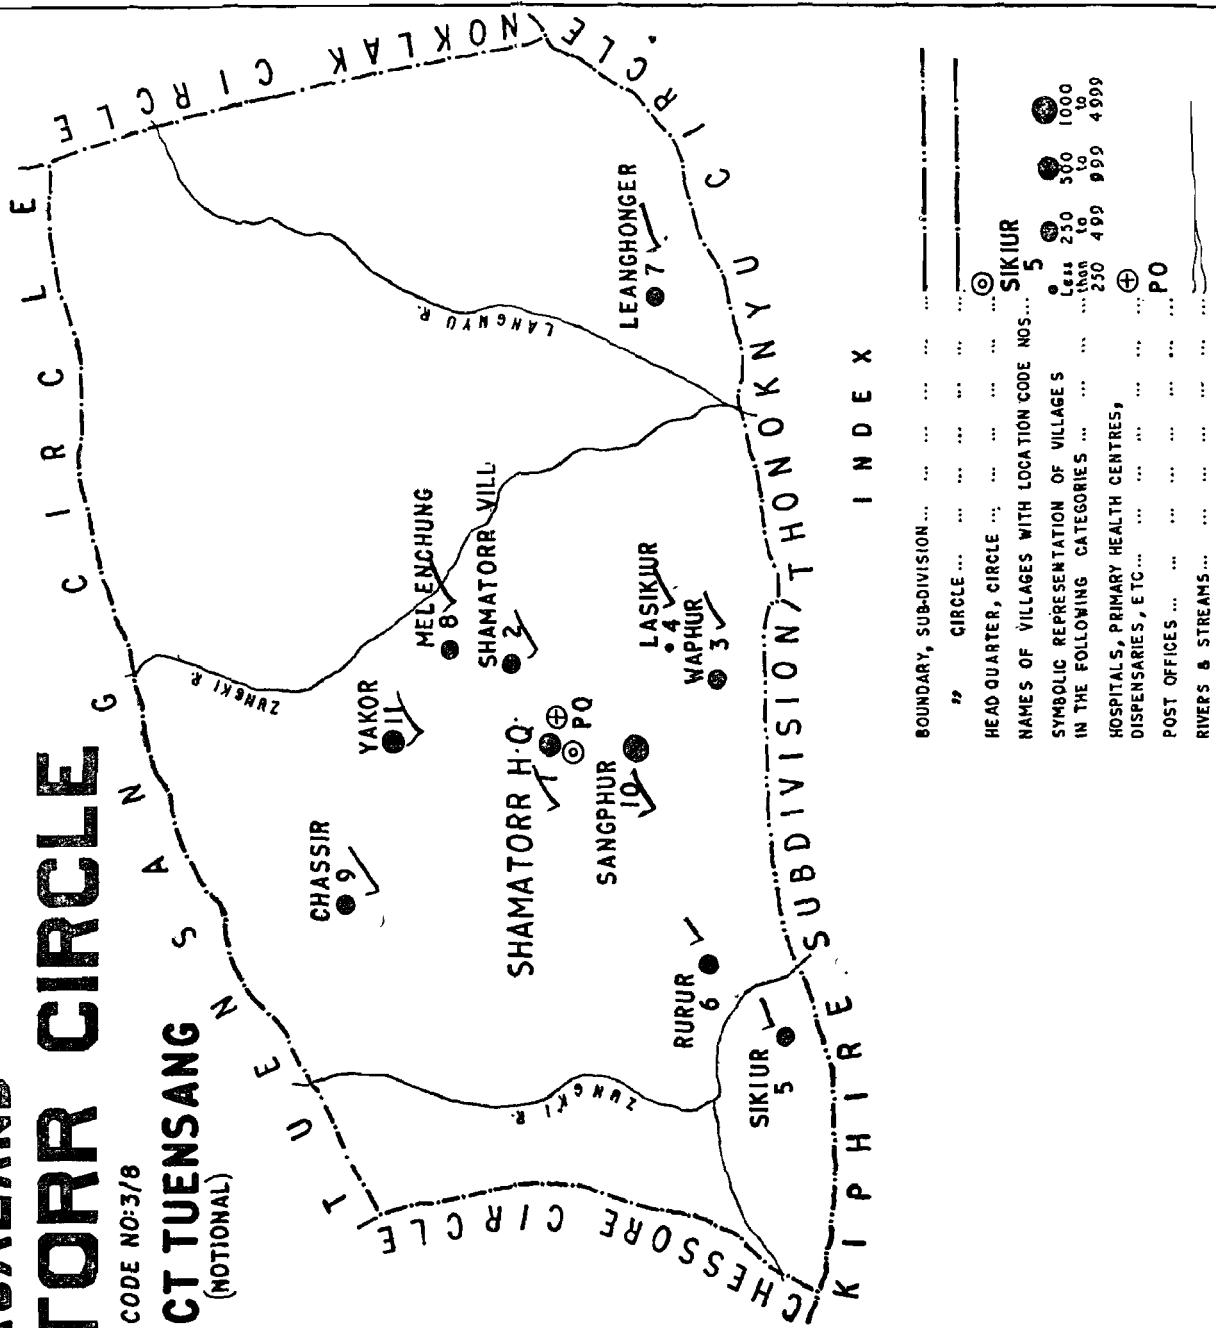 TORR CIRCLE
CODE NO:3/8
CT TUENSANG
(NOTIONAL)
TUENSANG CIRCLE
NOKLAK CIRCLE
CHESSORE CIRCLE
KIPHIRE SUBDIVISION/THONOKNYU CIRCLE
ZUNGKI R.
LANGNYU R.
ZUNGKI R.
CHASSIR
9
YAKOR
11
MELENCHUNG
8
SHAMATORR VILL
2
SHAMATORR H.Q.
1
PO
SANGPHUR
10
LASIKIUR
4
WAPHUR
3
LEANGHONGER
7
RURUR
6
SIKIUR
5
INDEX
BOUNDARY, SUB-DIVISION... ... ... ... ... ...
,, CIRCLE... ... ... ... ... ...
HEAD QUARTER, CIRCLE ... ... ... ... ...
NAMES OF VILLAGES WITH LOCATION CODE NOS... SIKIUR
5
SYMBOLIC REPRESENTATION OF VILLAGES
IN THE FOLLOWING CATEGORIES ... ... ... Less than 250 250 to 499 500 to 999 1000 to 4999
HOSPITALS, PRIMARY HEALTH CENTRES,
DISPENSARIES, ETC... ... ... ... ...
POST OFFICES... ... ... ... ... ... PO
RIVERS & STREAMS... ... ... ... ...